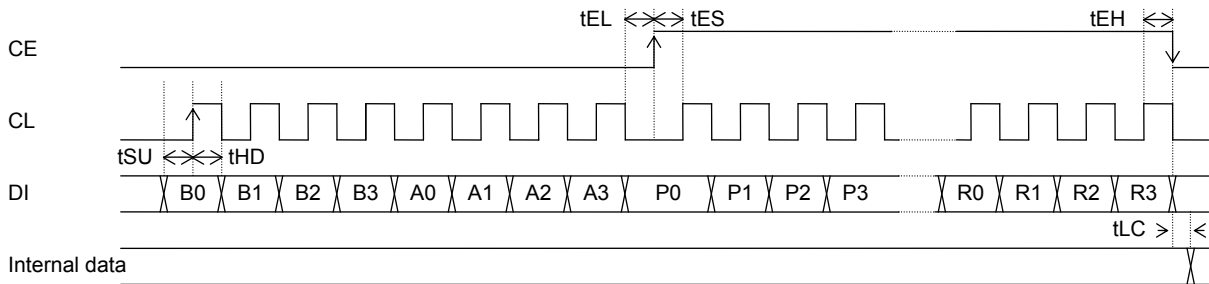 tEL tES tEH
CE
CL
tSU tHD
DI B0 B1 B2 B3 A0 A1 A2 A3 P0 P1 P2 P3 R0 R1 R2 R3
tLC
Internal data